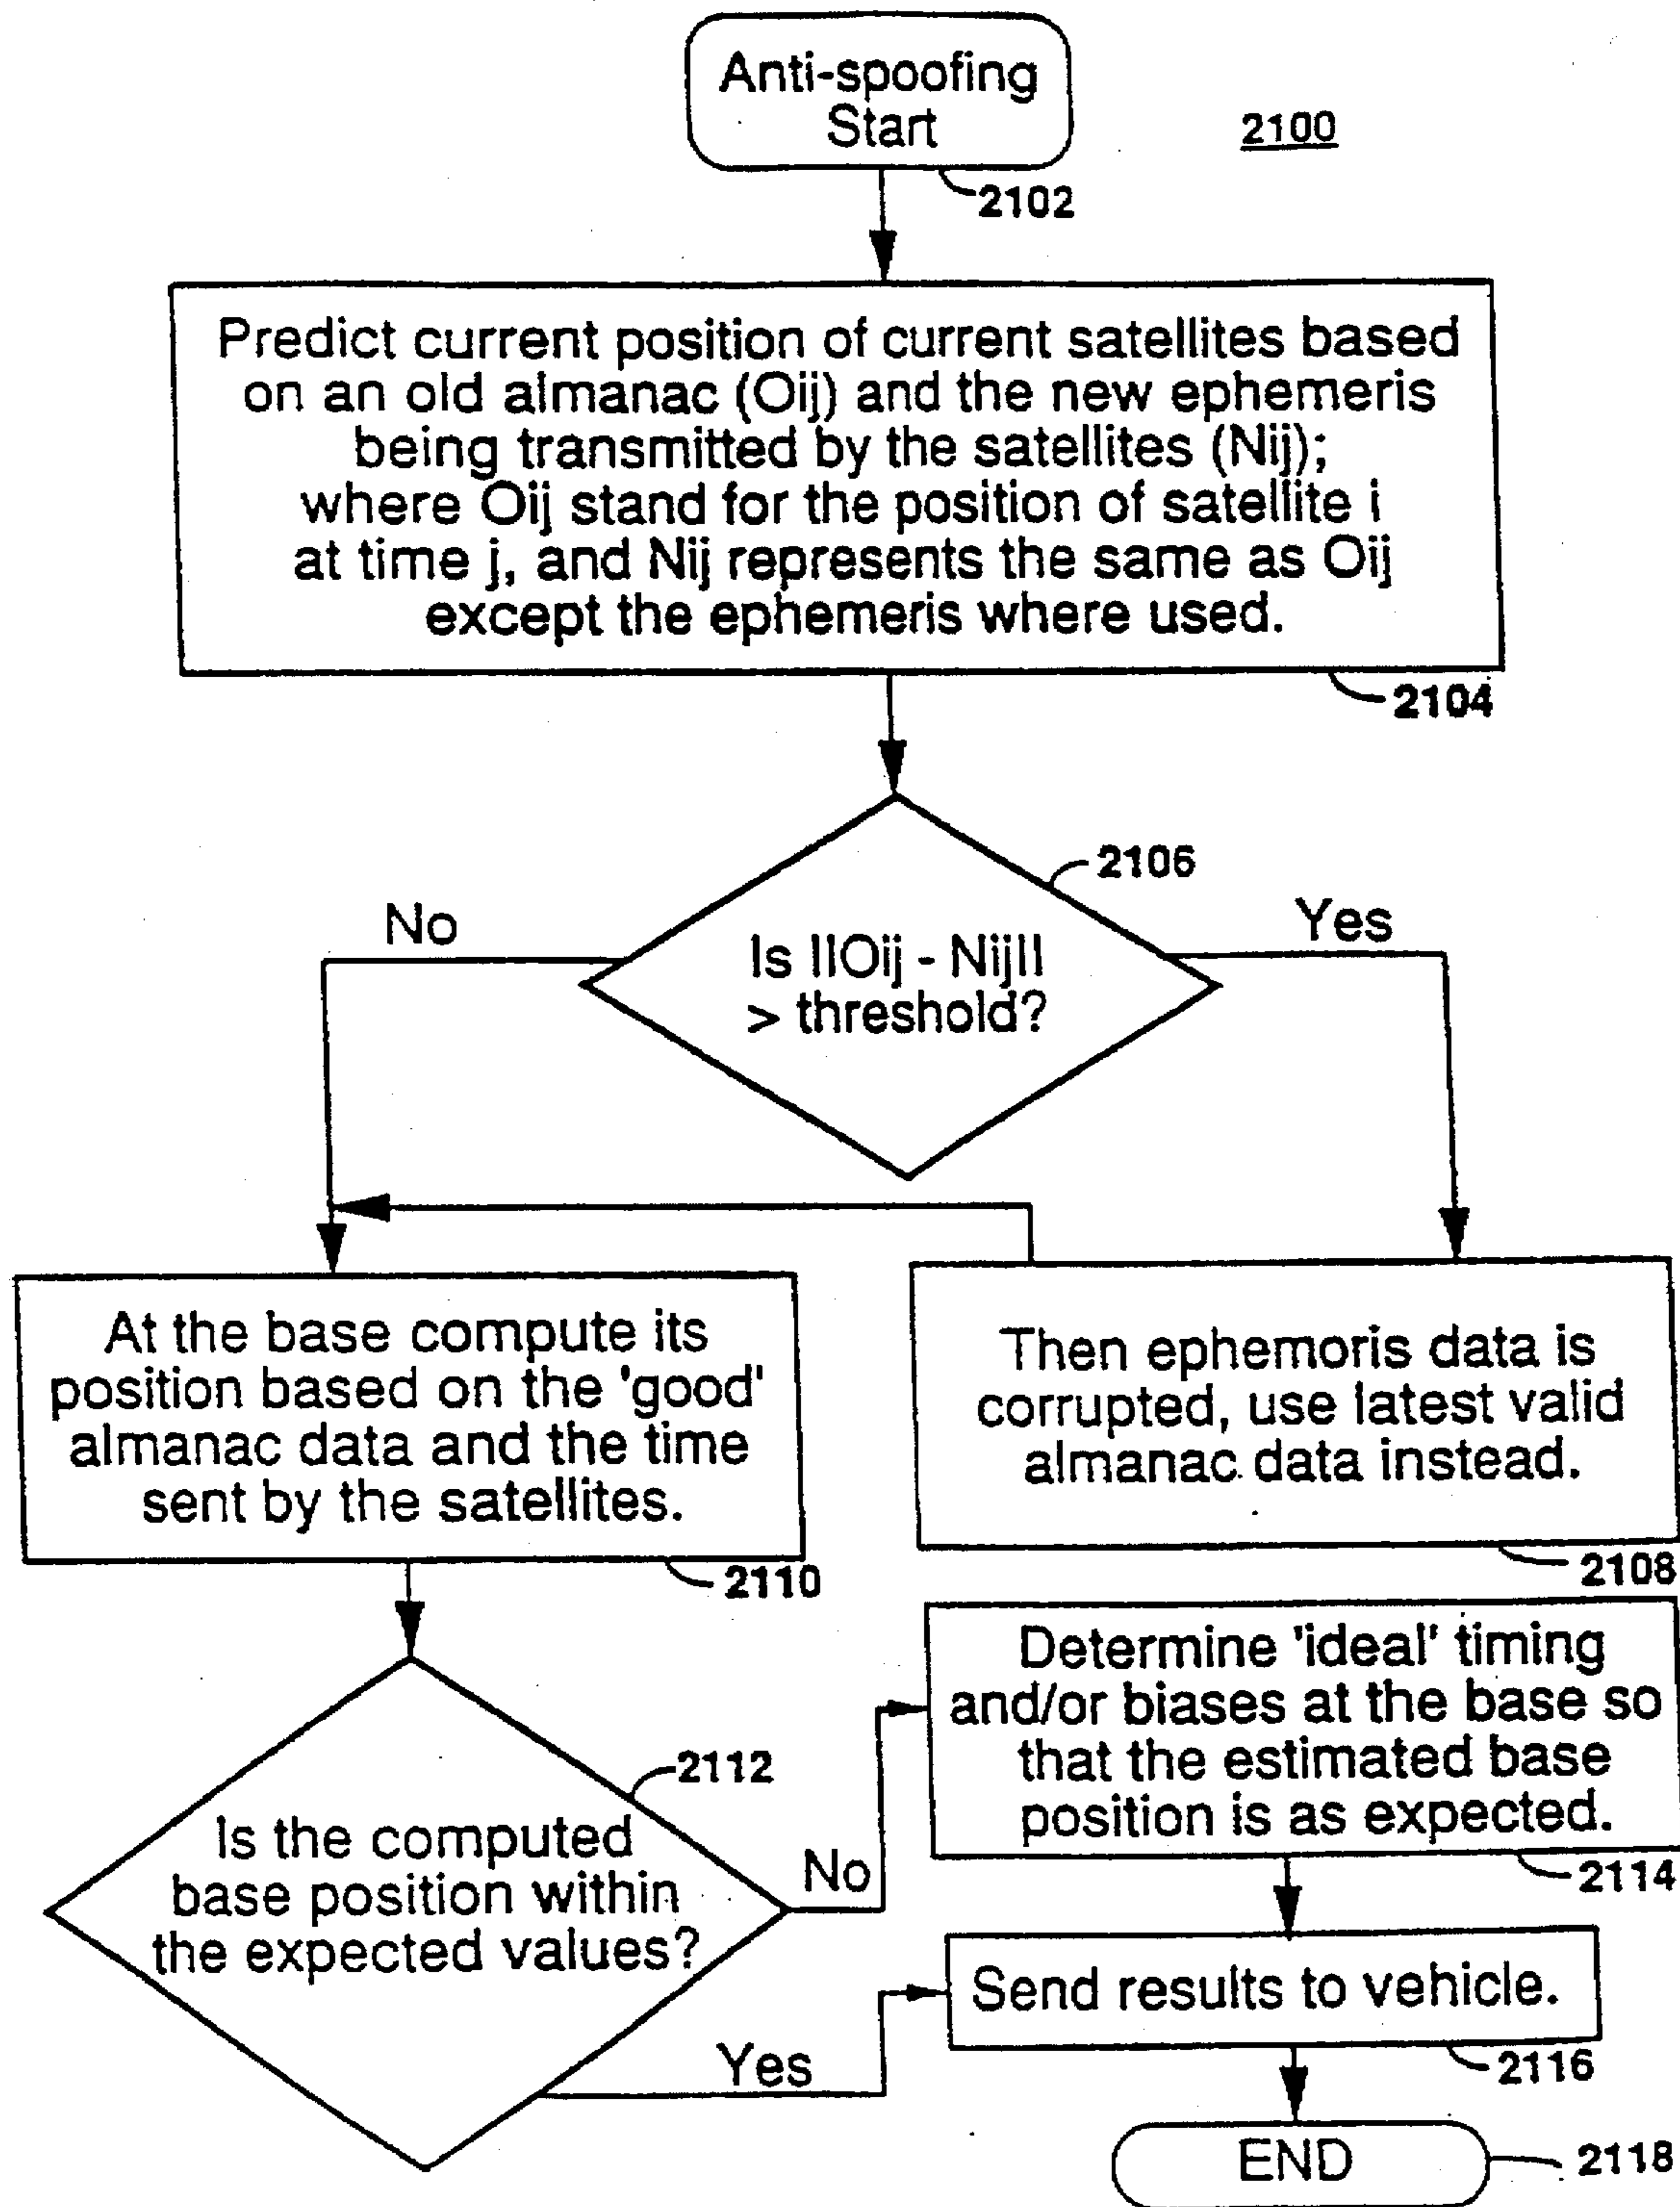 Anti-spoofing
Start
2100
2102
Predict current position of current satellites based
on an old almanac (Oij) and the new ephemeris
being transmitted by the satellites (Nij);
where Oij stand for the position of satellite i
at time j, and Nij represents the same as Oij
except the ephemeris where used.
2104
2106
No
Yes
Is IIOij - NijII
> threshold?
At the base compute its
position based on the 'good'
almanac data and the time
sent by the satellites.
2110
Then ephemoris data is
corrupted, use latest valid
almanac data instead.
2108
Determine 'ideal' timing
and/or biases at the base so
that the estimated base
position is as expected.
2114
2112
Is the computed
base position within
the expected values?
No
Yes
Send results to vehicle.
2116
END
2118